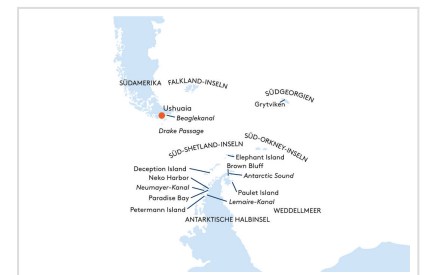 SÜDAMERIKA
FALKLAND-INSELN
SÜDGEORGIEN
Grytviken
Ushuaia
Beaglekanal
Drake Passage
SÜD-ORKNEY-INSELN
SÜD-SHETLAND-INSELN
Elephant Island
Brown Bluff
Deception Island
Antarctic Sound
Neko Harbor
Neumayer-Kanal
Paulet Island
Paradise Bay
Lemaire-Kanal
Petermann Island
WEDDELLMEER
ANTARKTISCHE HALBINSEL